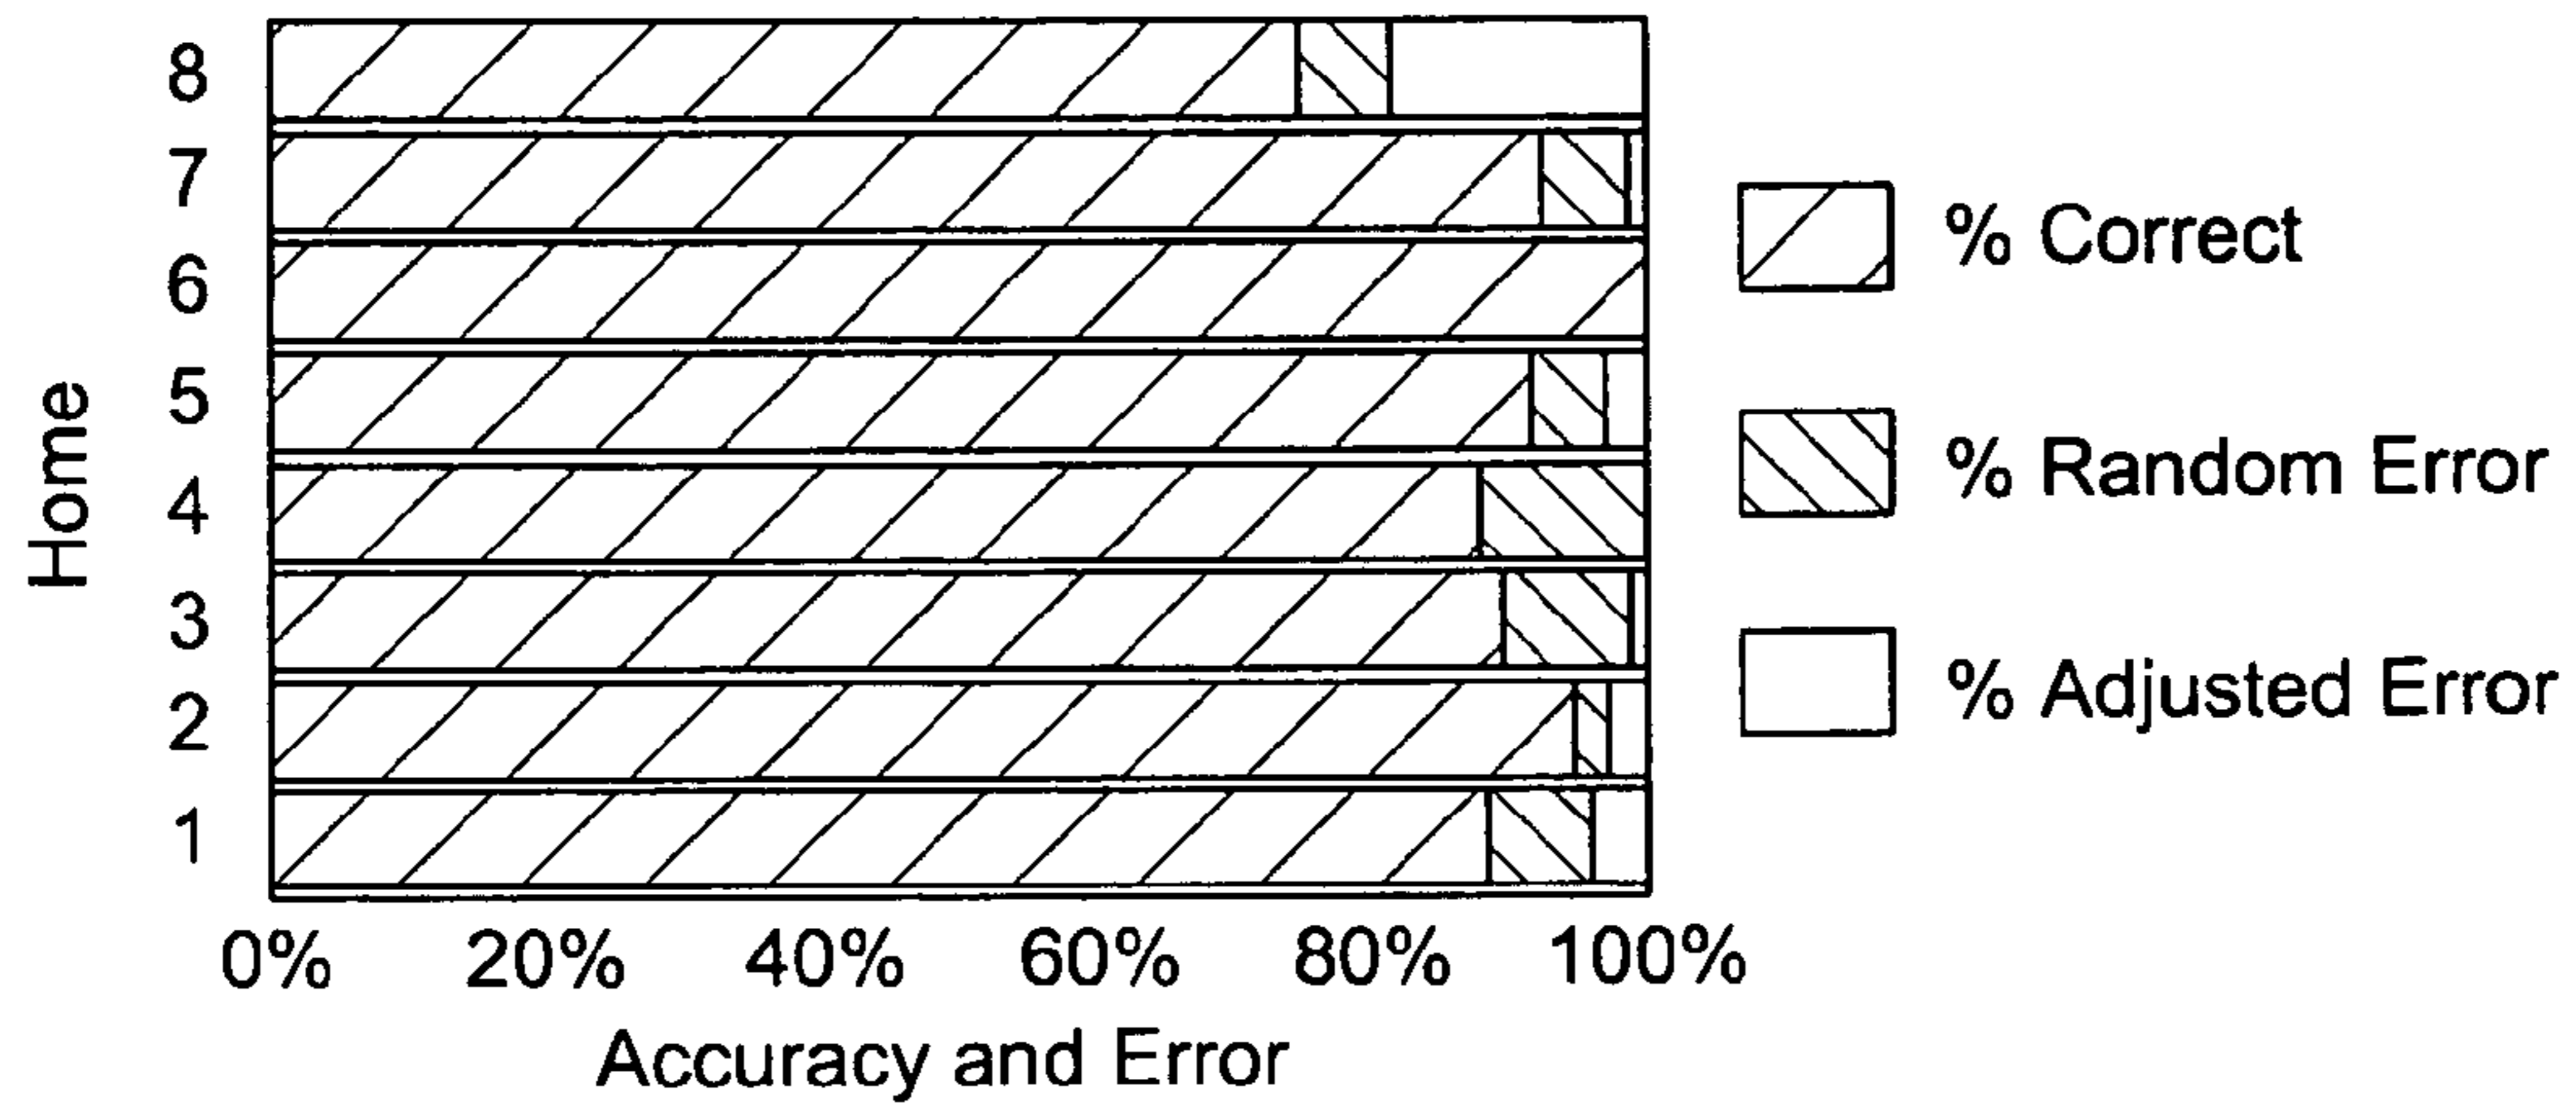 Home
8
7
6
5
4
3
2
1
0% 20% 40% 60% 80% 100%
Accuracy and Error
% Correct
% Random Error
% Adjusted Error